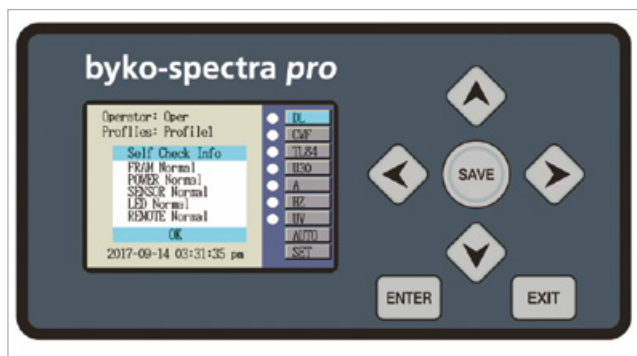 byko-spectra pro
Operator: Oper
Proflies: Profile1
Self Check Info
FRAM Normal
POWER Normal
SENSOR Normal
LED Normal
REMOTE Normal
OK
2017-09-14 03:31:35 pm
DL
CWF
TL84
U30
A
HZ
UV
AUTO
SET
SAVE
ENTER
EXIT